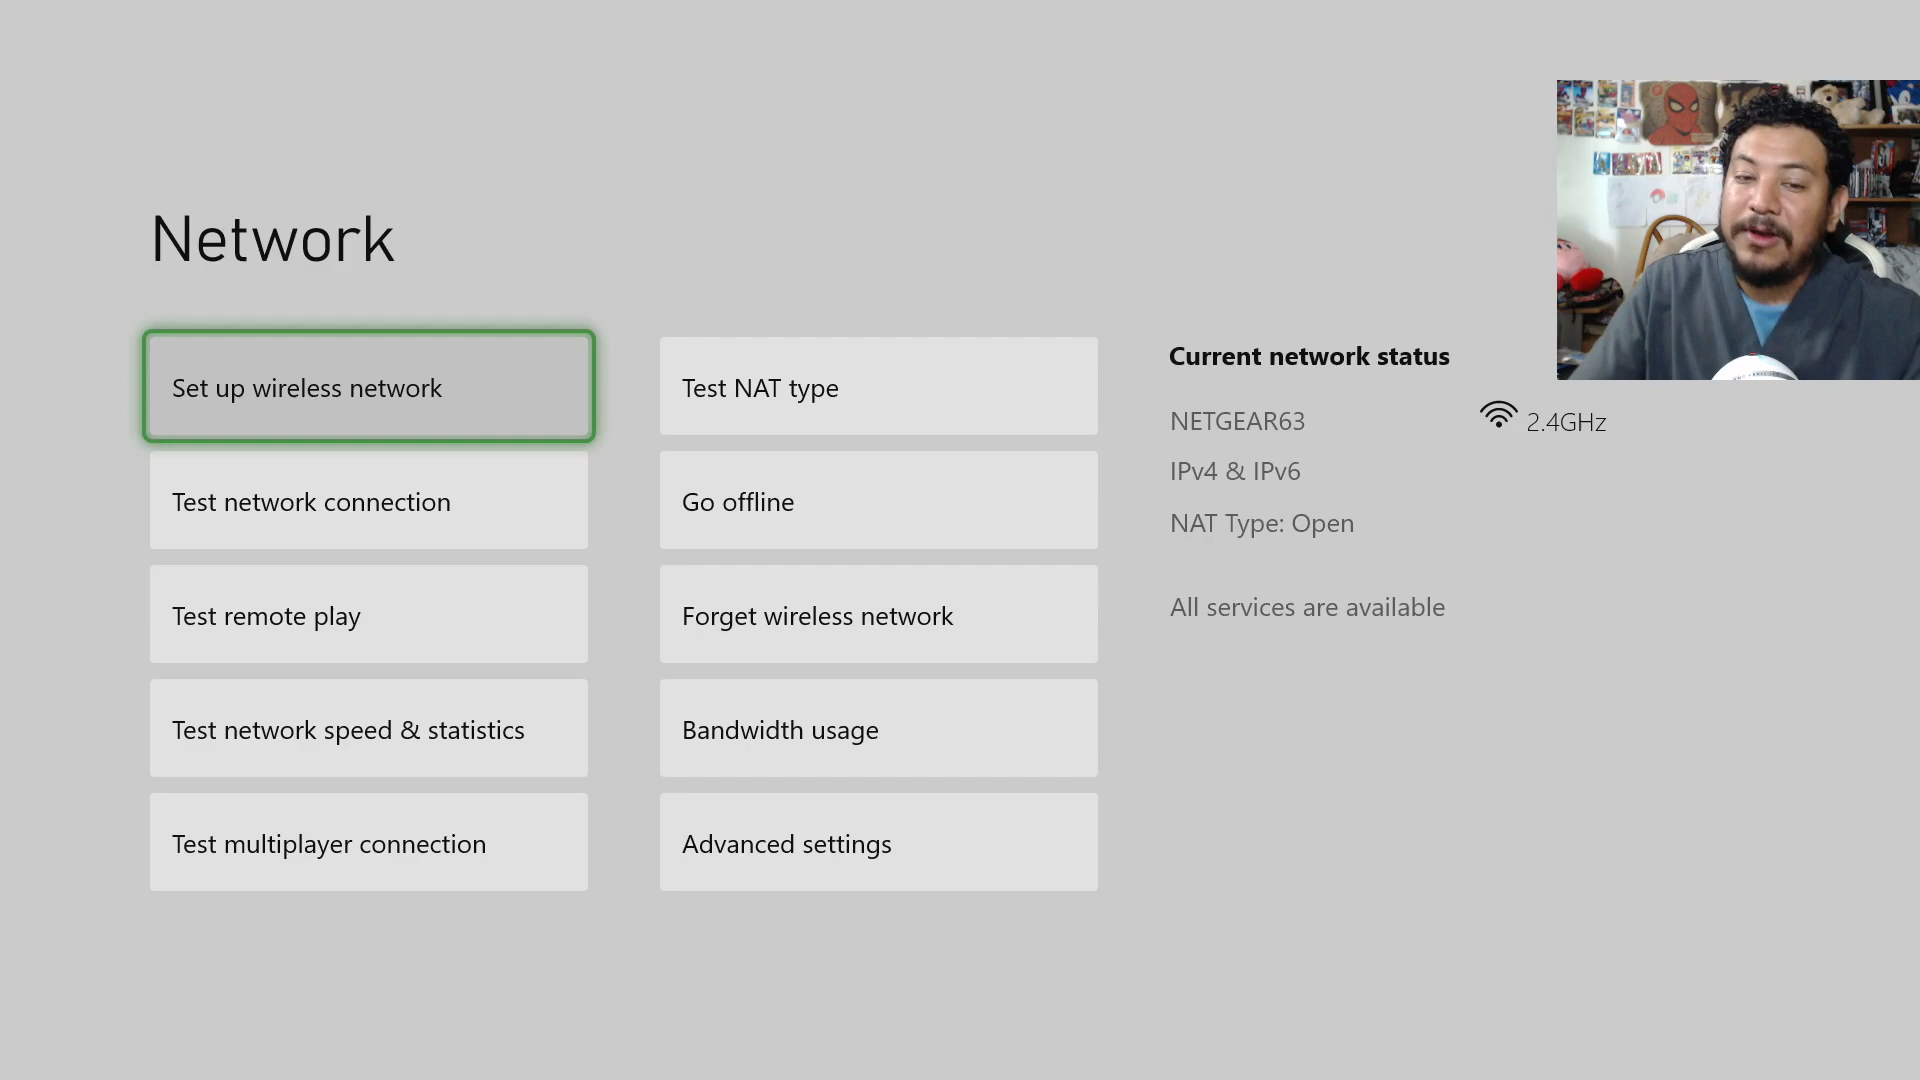 Network
Set up wireless network
Test network connection
Test remote play
Test network speed & statistics
Test multiplayer connection
Test NAT type
Go offline
Forget wireless network
Bandwidth usage
Advanced settings
Current network status
NETGEAR63
2.4GHz
IPv4 & IPv6
NAT Type: Open
All services are available